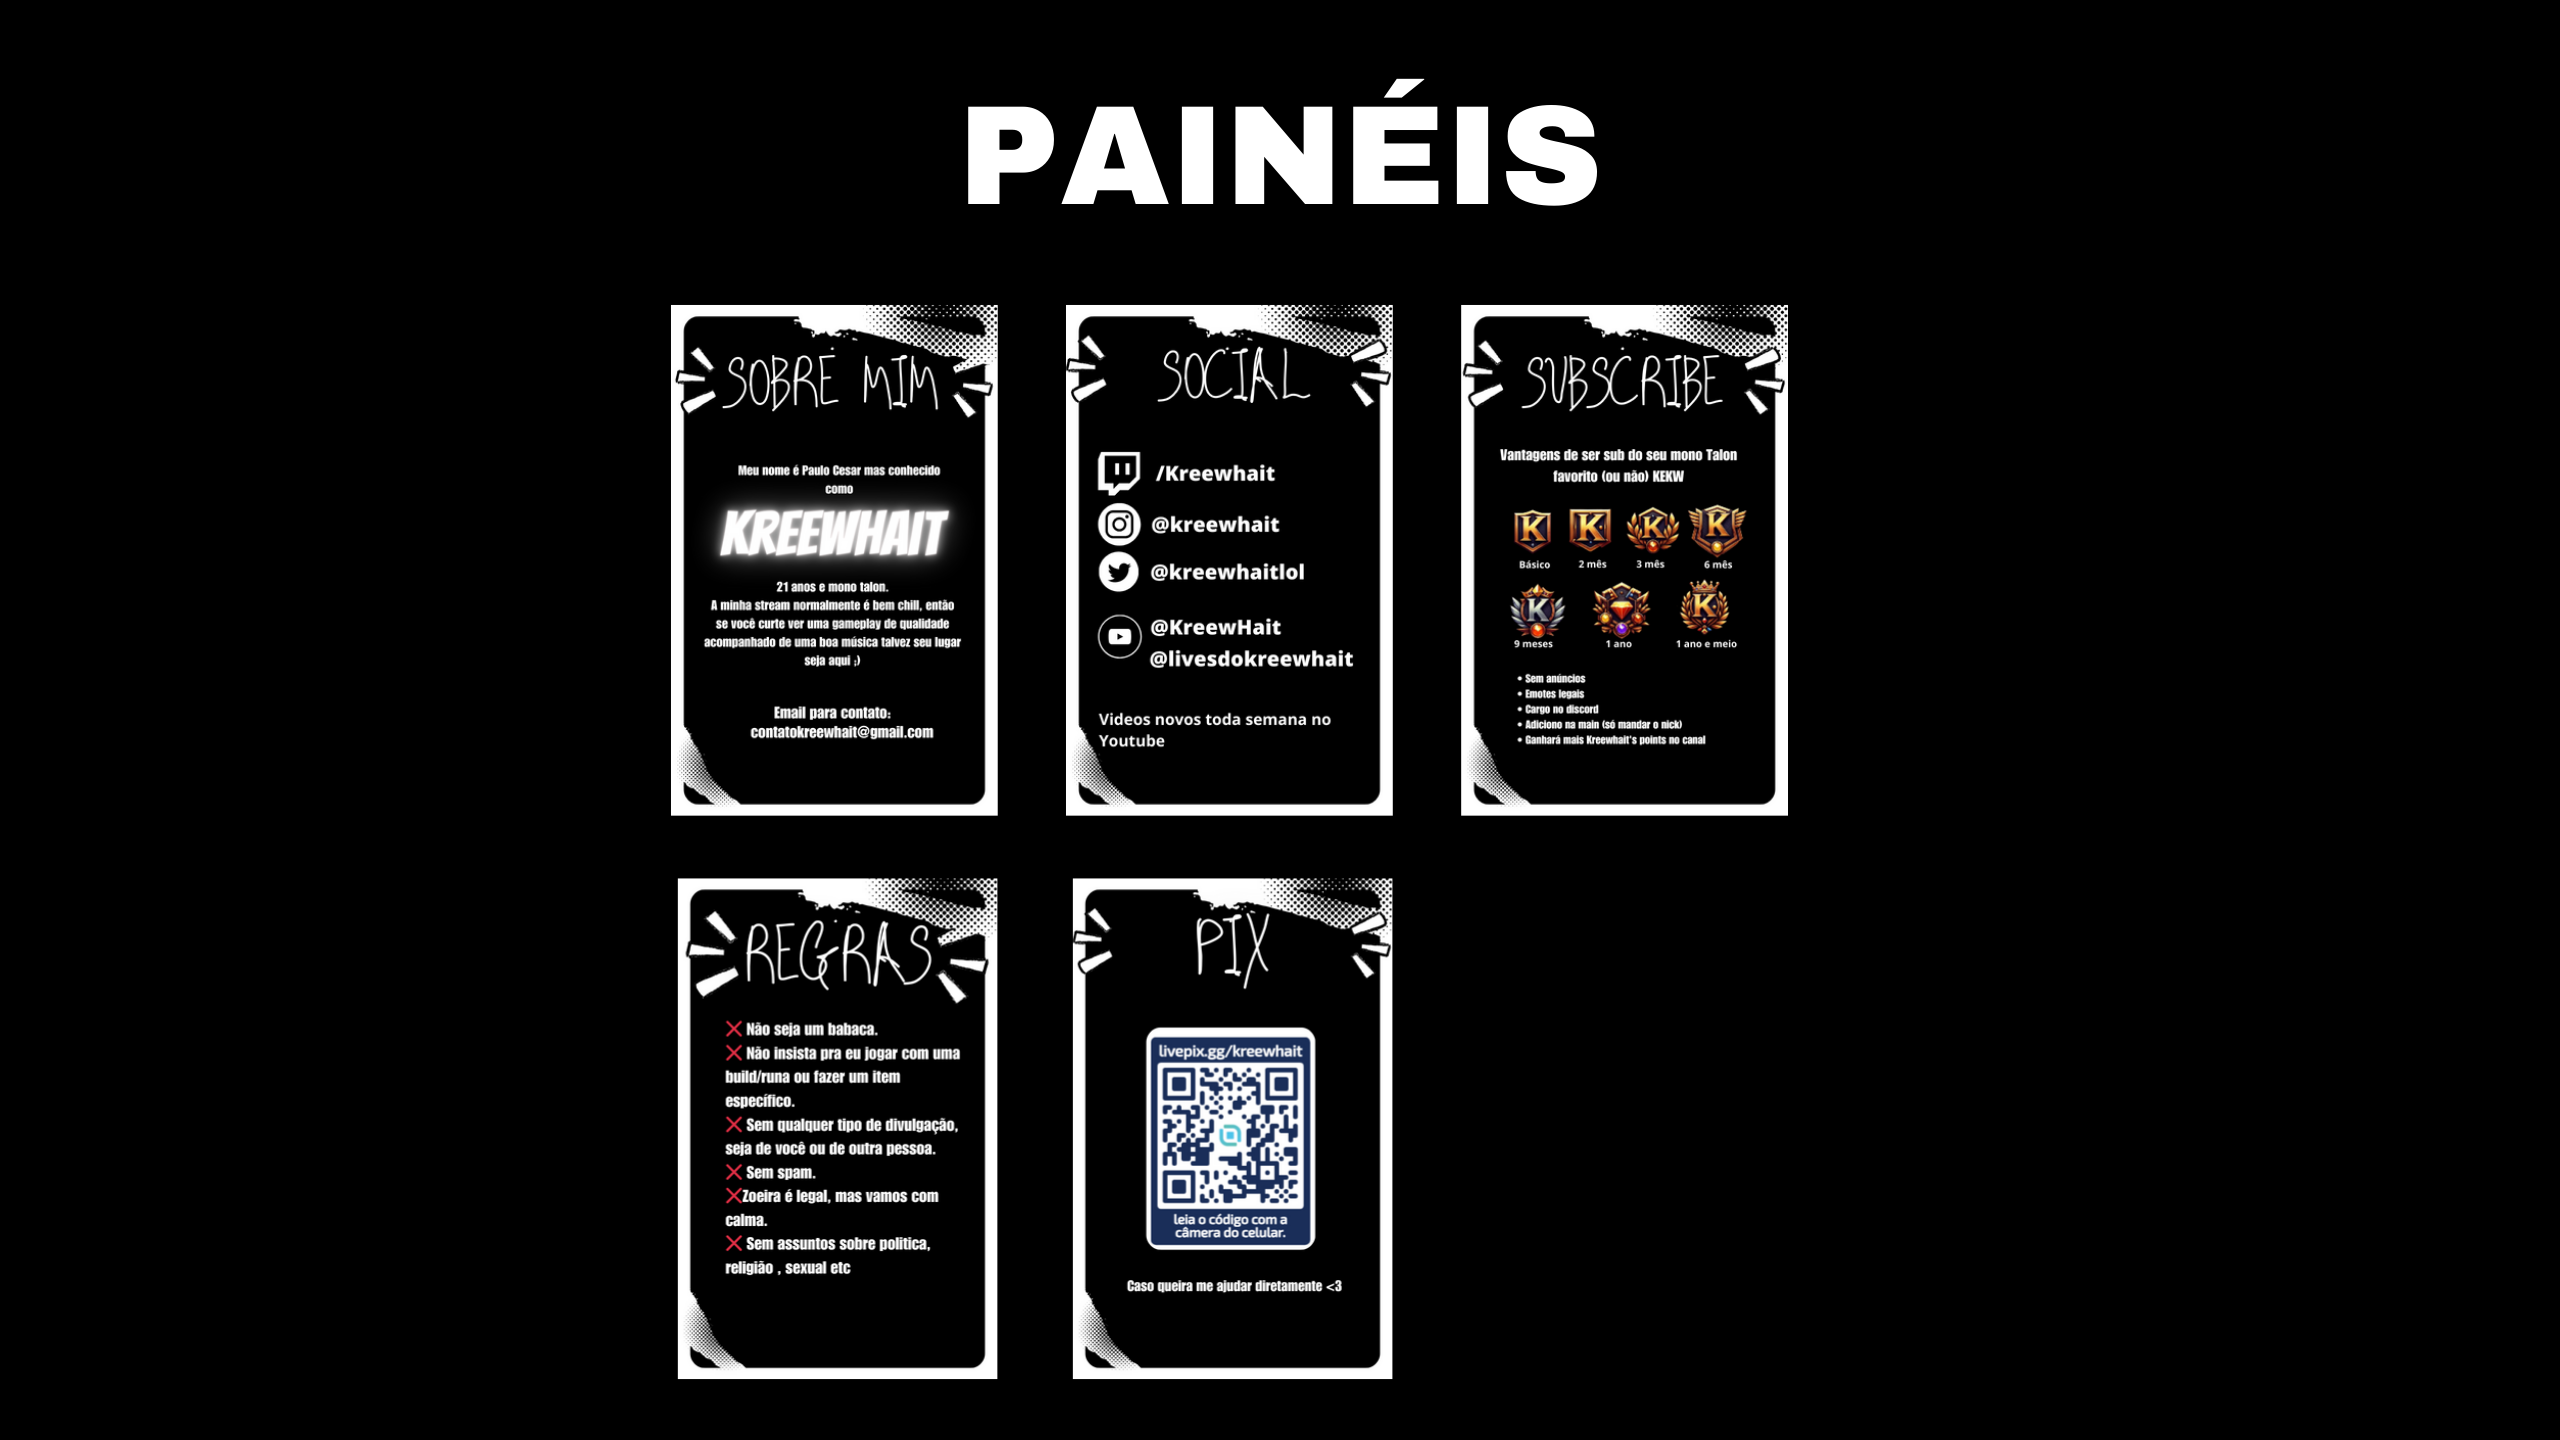 PAINÉIS
SOBRE MIM
Meu nome é Paulo Cesar mas conhecido
como
KREEWHAIT
21 anos e mono talon.
A minha stream normalmente é bem chill, então
se você curte ver uma gameplay de qualidade
acompanhado de uma boa música talvez seu lugar
seja aqui ;)
Email para contato:
contatokreewhait@gmail.com
SOCIAL
/Kreewhait
@kreewhait
@kreewhaitlol
@KreewHait
@livesdokreewhait
Videos novos toda semana no
Youtube
SUBSCRIBE
Vantagens de ser sub do seu mono Talon
favorito (ou não) KEKW
K K K K
Básico 2 mês 3 mês 6 mês
K K
9 meses 1 ano 1 ano e meio
• Sem anúncios
• Emotes legais
• Cargo no discord
• Adiciono na main (só mandar o nick)
• Ganhará mais Kreewhait's points no canal
REGRAS
❌ Não seja um babaca.
❌ Não insista pra eu jogar com uma
build/runa ou fazer um item
específico.
❌ Sem qualquer tipo de divulgação,
seja de você ou de outra pessoa.
❌ Sem spam.
❌Zoeira é legal, mas vamos com
calma.
❌ Sem assuntos sobre politica,
religião , sexual etc
PIX
livepix.gg/kreewhait
leia o código com a
câmera do celular.
Caso queira me ajudar diretamente <3